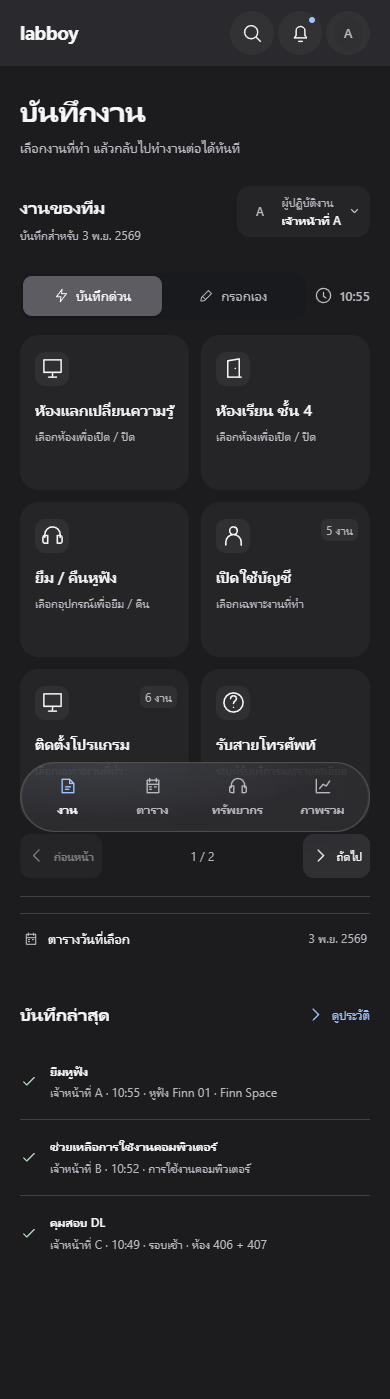 labboy
A
บันทึกงาน
เลือกงานที่ทำ แล้วกลับไปทำงานต่อได้ทันที
งานของทีม
บันทึกสำหรับ 3 พ.ย. 2569
A
ผู้ปฏิบัติงาน
เจ้าหน้าที่ A
บันทึกด่วน
กรอกเอง
10:55
ห้องแลกเปลี่ยนความรู้
เลือกห้องเพื่อเปิด / ปิด
ห้องเรียน ชั้น 4
เลือกห้องเพื่อเปิด / ปิด
ยืม / คืนหูฟัง
เลือกอุปกรณ์เพื่อยืม / คืน
5 งาน
เปิดใช้บัญชี
เลือกเฉพาะงานที่ทำ
6 งาน
ติดตั้งโปรแกรม
รับสายโทรศัพท์
งาน
ตาราง
ทรัพยากร
ภาพรวม
ก่อนหน้า
1 / 2
ถัดไป
ตารางวันที่เลือก
3 พ.ย. 2569
บันทึกล่าสุด
ดูประวัติ
ยืมหูฟัง
เจ้าหน้าที่ A · 10:55 · หูฟัง Finn 01 · Finn Space
ช่วยเหลือการใช้งานคอมพิวเตอร์
เจ้าหน้าที่ B · 10:52 · การใช้งานคอมพิวเตอร์
คุมสอบ DL
เจ้าหน้าที่ C · 10:49 · รอบเช้า · ห้อง 406 + 407